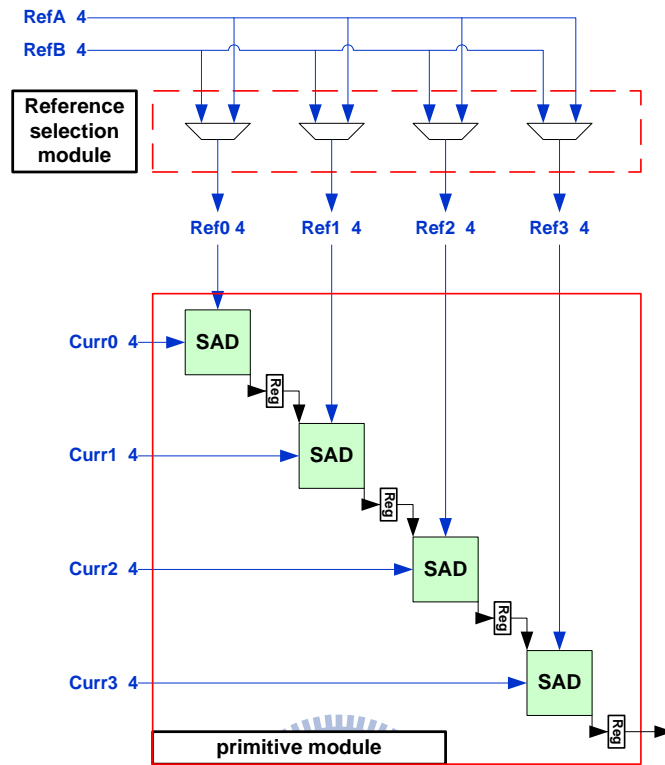 RefA 4
RefB 4
Reference
selection
module
Ref0 4
Ref1 4
Ref2 4
Ref3 4
Curr0 4
SAD
Reg
Curr1 4
SAD
Reg
Curr2 4
SAD
Reg
Curr3 4
SAD
Reg
primitive module